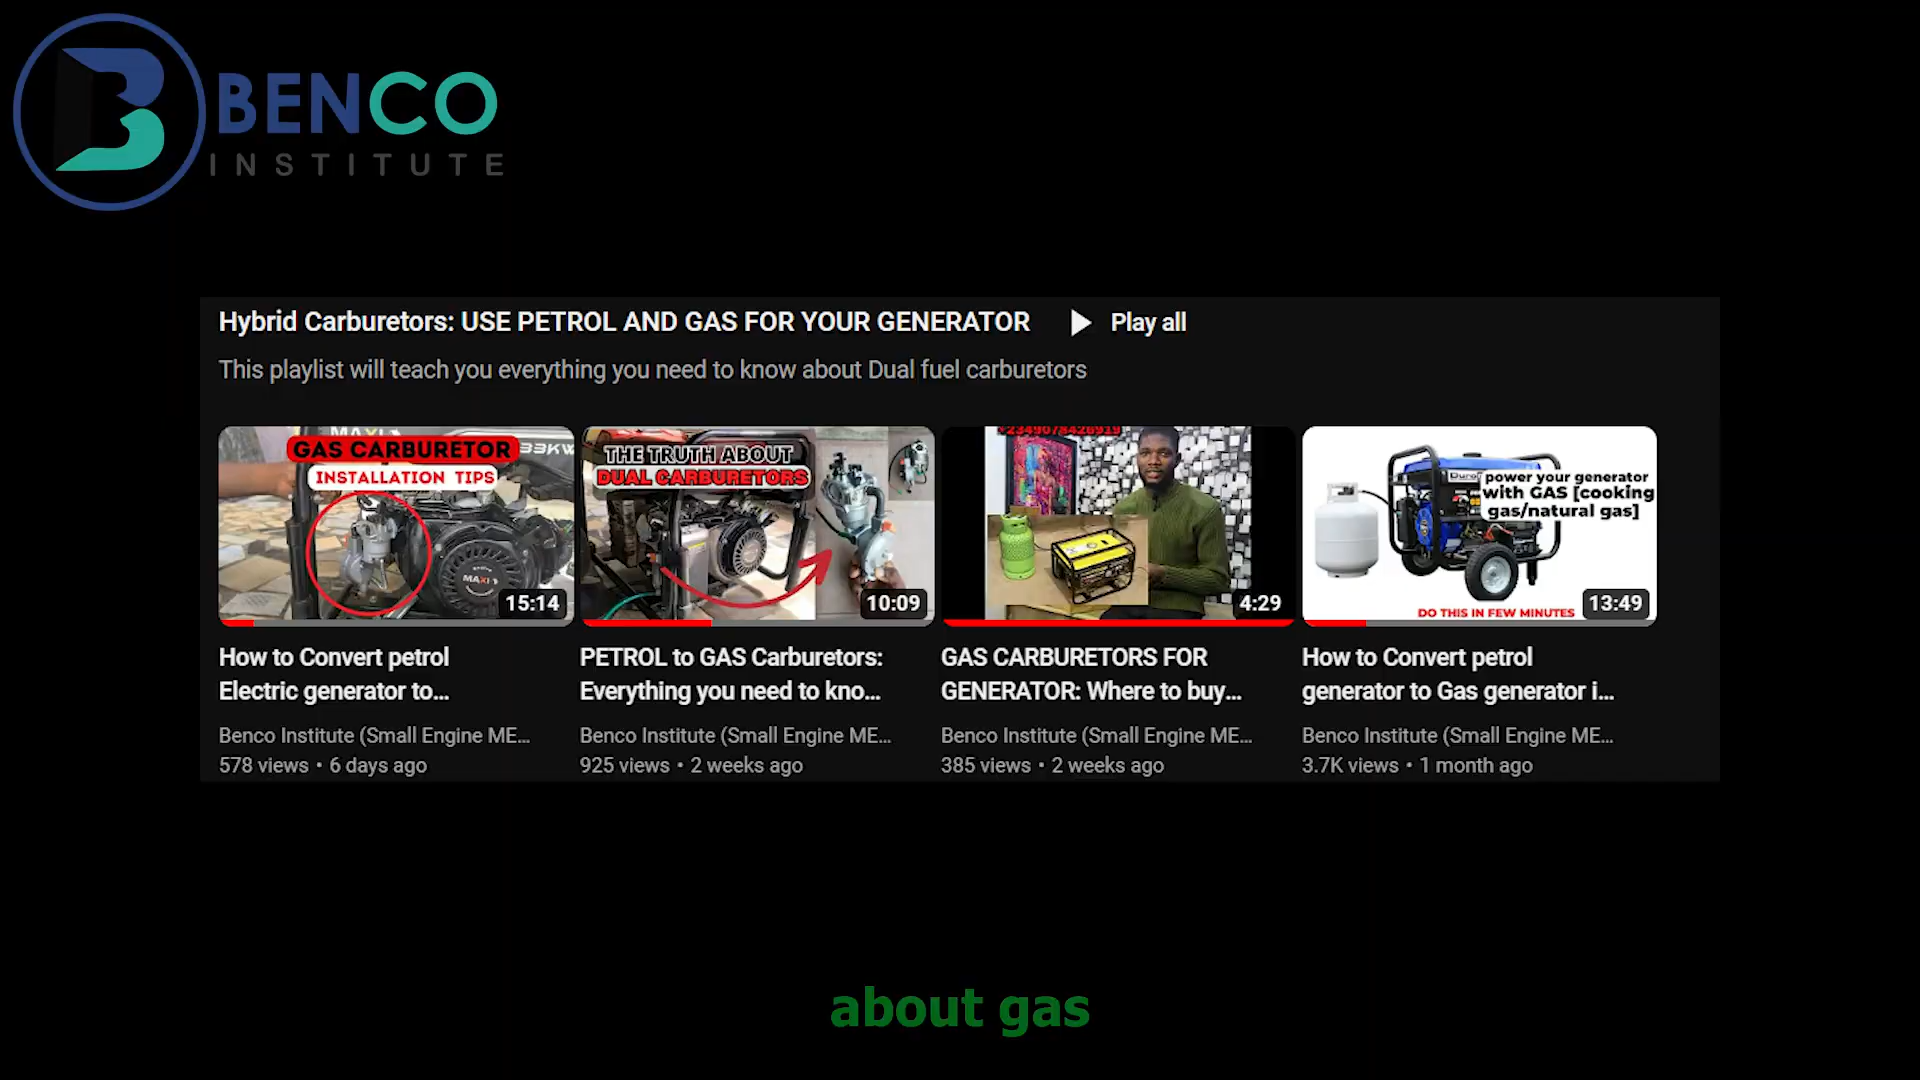 BENCO
INSTITUTE
Hybrid Carburetors: USE PETROL AND GAS FOR YOUR GENERATOR
Play all
This playlist will teach you everything you need to know about Dual fuel carburetors
GAS CARBURETOR
INSTALLATION TIPS
MAXI
15:14
THE TRUTH ABOUT
DUAL CARBURETORS
10:09
+2349078426919
4:29
power your generator
with GAS [cooking
gas/natural gas]
DO THIS IN FEW MINUTES
13:49
How to Convert petrol
Electric generator to...
Benco Institute (Small Engine ME...
578 views • 6 days ago
PETROL to GAS Carburetors:
Everything you need to kno...
Benco Institute (Small Engine ME...
925 views • 2 weeks ago
GAS CARBURETORS FOR
GENERATOR: Where to buy...
Benco Institute (Small Engine ME...
385 views • 2 weeks ago
How to Convert petrol
generator to Gas generator i...
Benco Institute (Small Engine ME...
3.7K views • 1 month ago
about gas